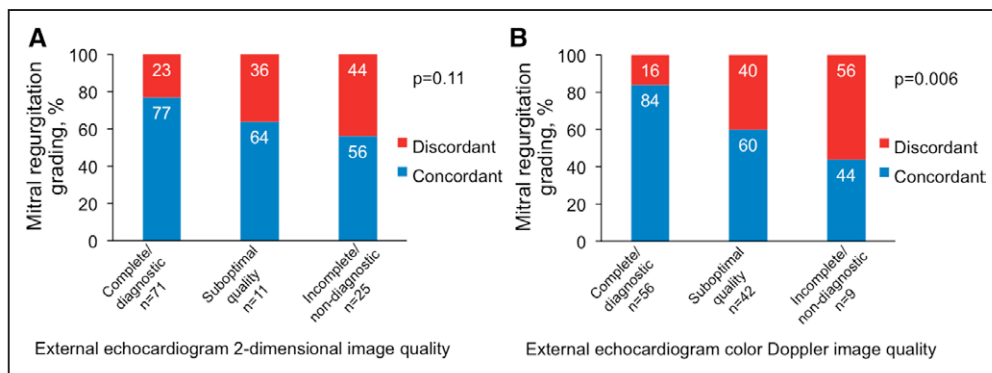 A
Mitral regurgitation
grading, %
100
80
60
40
20
0
23
77
36
64
44
56
p=0.11
Discordant
Concordant
Complete/
diagnostic
n=71
Suboptimal
quality
n=11
Incomplete/
non-diagnostic
n=25
External echocardiogram 2-dimensional image quality
B
Mitral regurgitation
grading, %
100
80
60
40
20
0
16
84
40
60
56
44
p=0.006
Discordant
Concordant
Complete/
diagnostic
n=56
Suboptimal
quality
n=42
Incomplete/
non-diagnostic
n=9
External echocardiogram color Doppler image quality